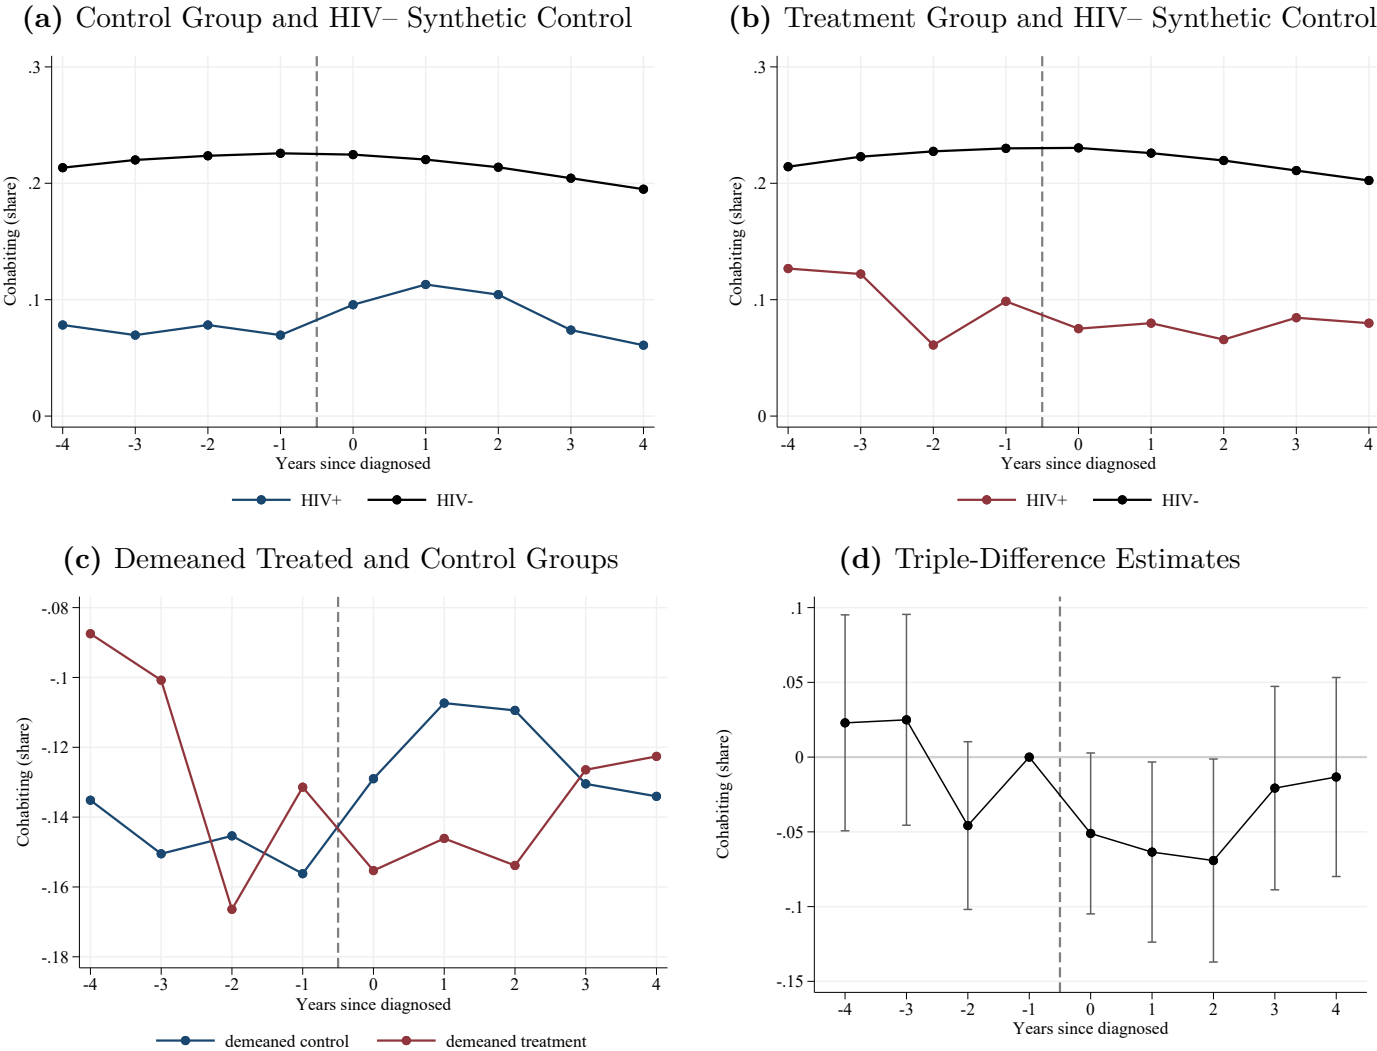 (a) Control Group and HIV– Synthetic Control
.3
.2
.1
0
Cohabiting (share)
-4 -3 -2 -1 0 1 2 3 4
Years since diagnosed
HIV+ HIV-
(b) Treatment Group and HIV– Synthetic Control
.3
.2
.1
0
Cohabiting (share)
-4 -3 -2 -1 0 1 2 3 4
Years since diagnosed
HIV+ HIV-
(c) Demeaned Treated and Control Groups
-.08
-.1
-.12
-.14
-.16
-.18
Cohabiting (share)
-4 -3 -2 -1 0 1 2 3 4
Years since diagnosed
demeaned control demeaned treatment
(d) Triple-Difference Estimates
.1
.05
0
-.05
-.1
-.15
Cohabiting (share)
-4 -3 -2 -1 0 1 2 3 4
Years since diagnosed